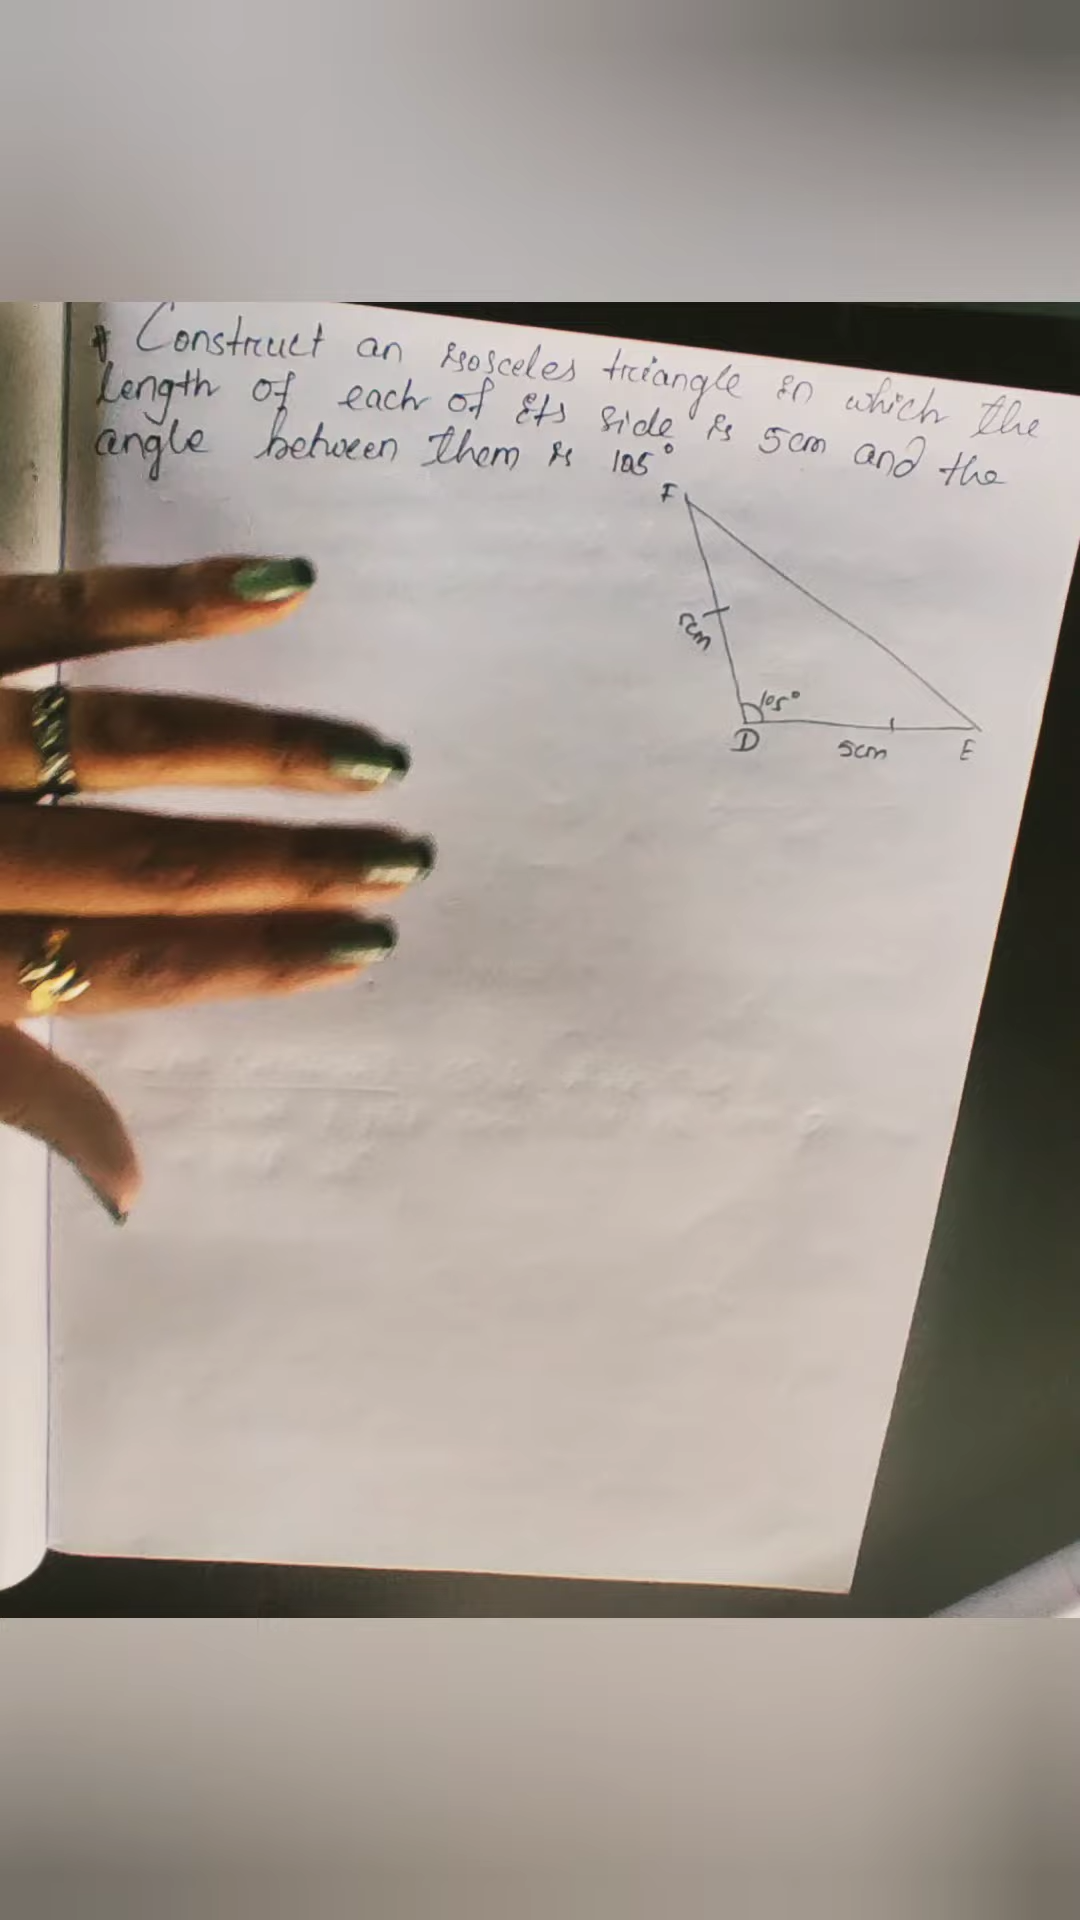 * Construct an isosceles triangle in which the
length of each of its side is 5cm and the
angle between them is 105°
F
5cm
105°
D
5cm
E